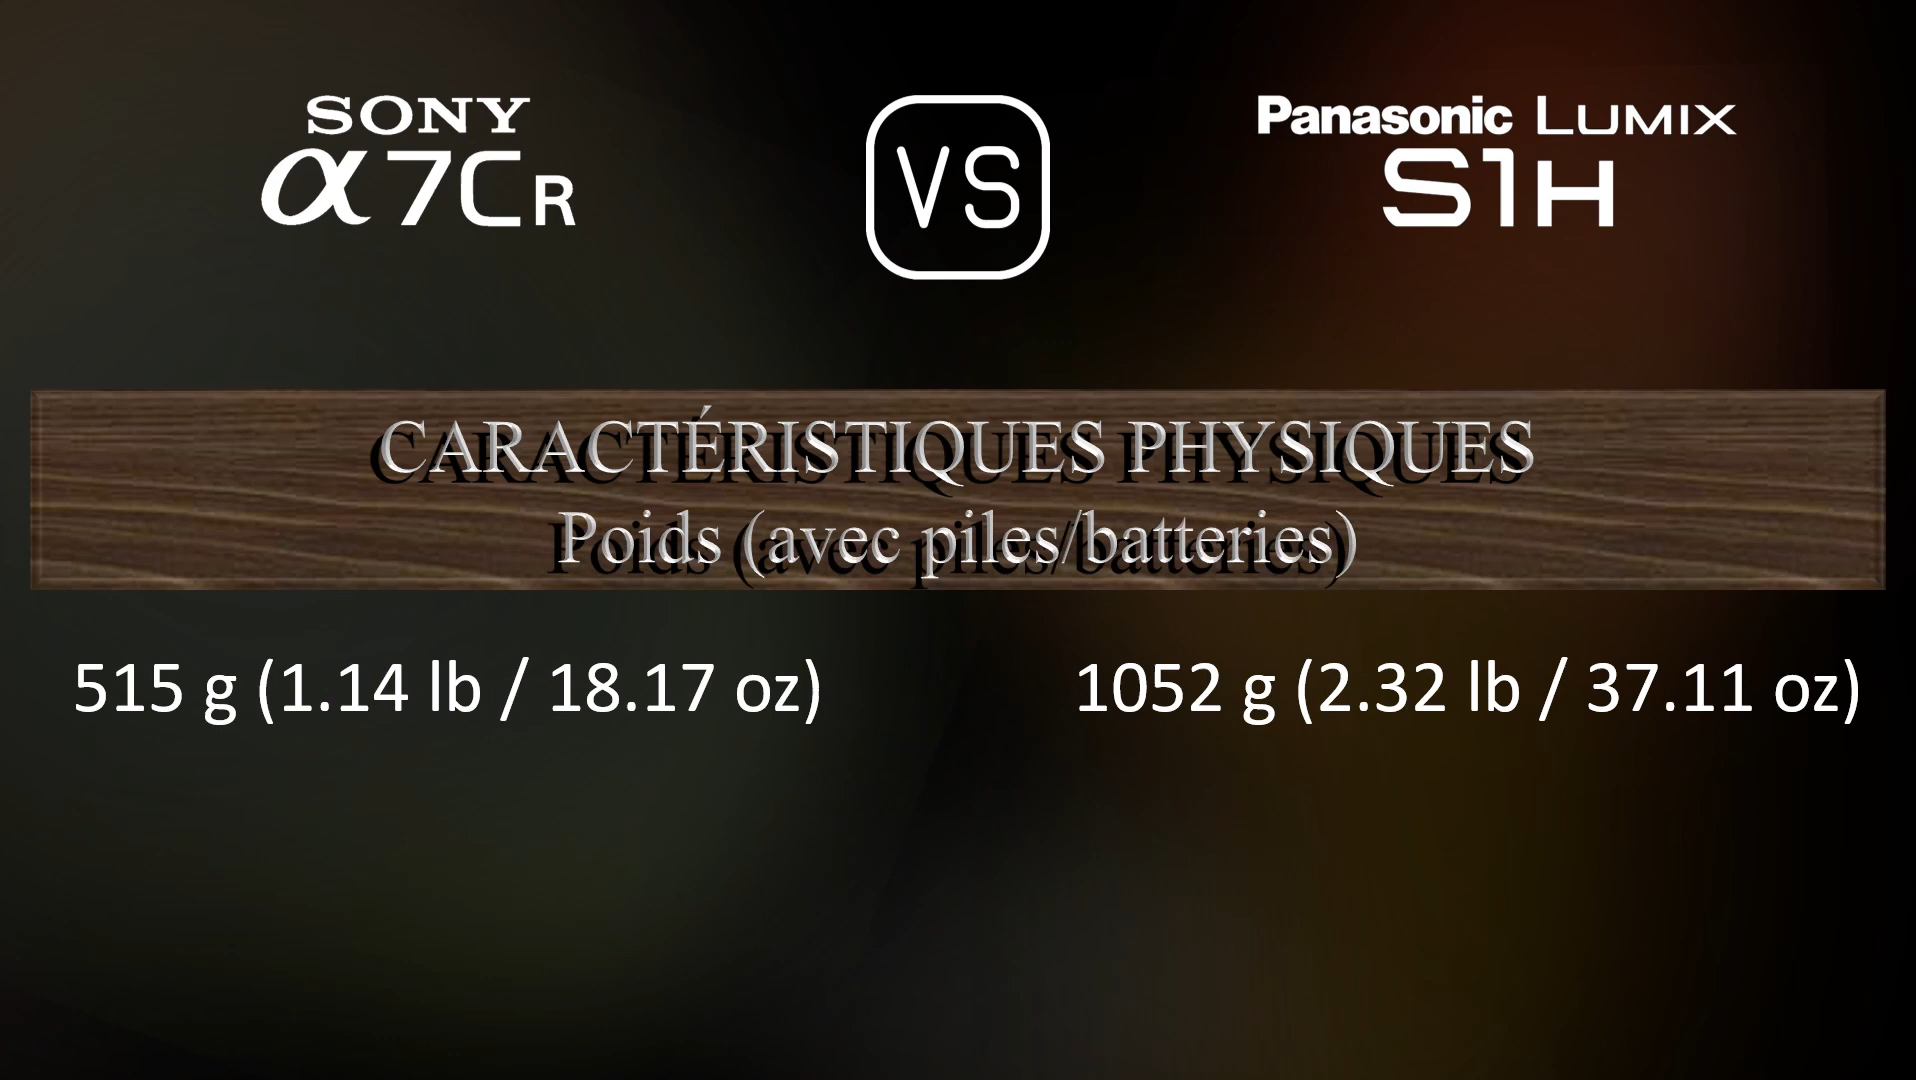 SONY
α7CR
VS
Panasonic LUMIX
S1H
CARACTÉRISTIQUES PHYSIQUES
Poids (avec piles/batteries)
515 g (1.14 lb / 18.17 oz)
1052 g (2.32 lb / 37.11 oz)